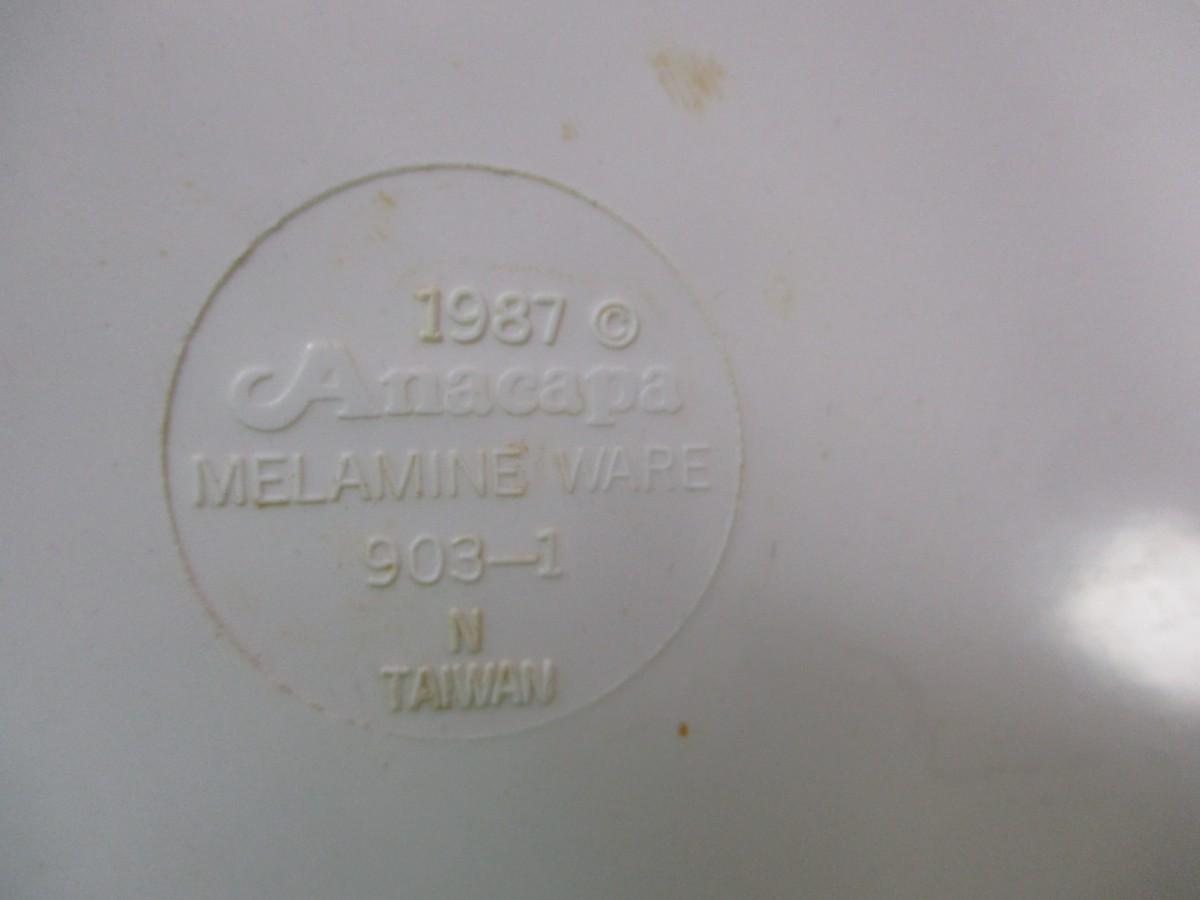 1987 ©
Anacapa
MELAMINE WARE
903-1
N
TAIWAN